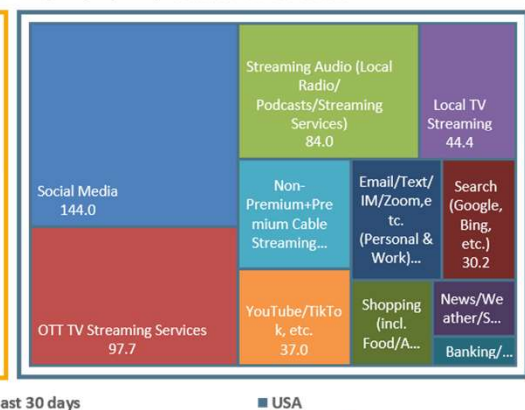 Social Media
144.0
OTT TV Streaming Services
97.7
Streaming Audio (Local
Radio/
Podcasts/Streaming
Services)
84.0
Local TV
Streaming
44.4
Non-
Premium+Pre
mium Cable
Streaming...
Email/Text/
IM/Zoom,e
tc.
(Personal &
Work)...
Search
(Google,
Bing,
etc.)
30.2
YouTube/TikTo
k, etc.
37.0
Shopping
(incl.
Food/A...
News/We
ather/S...
Banking/...
ast 30 days
USA